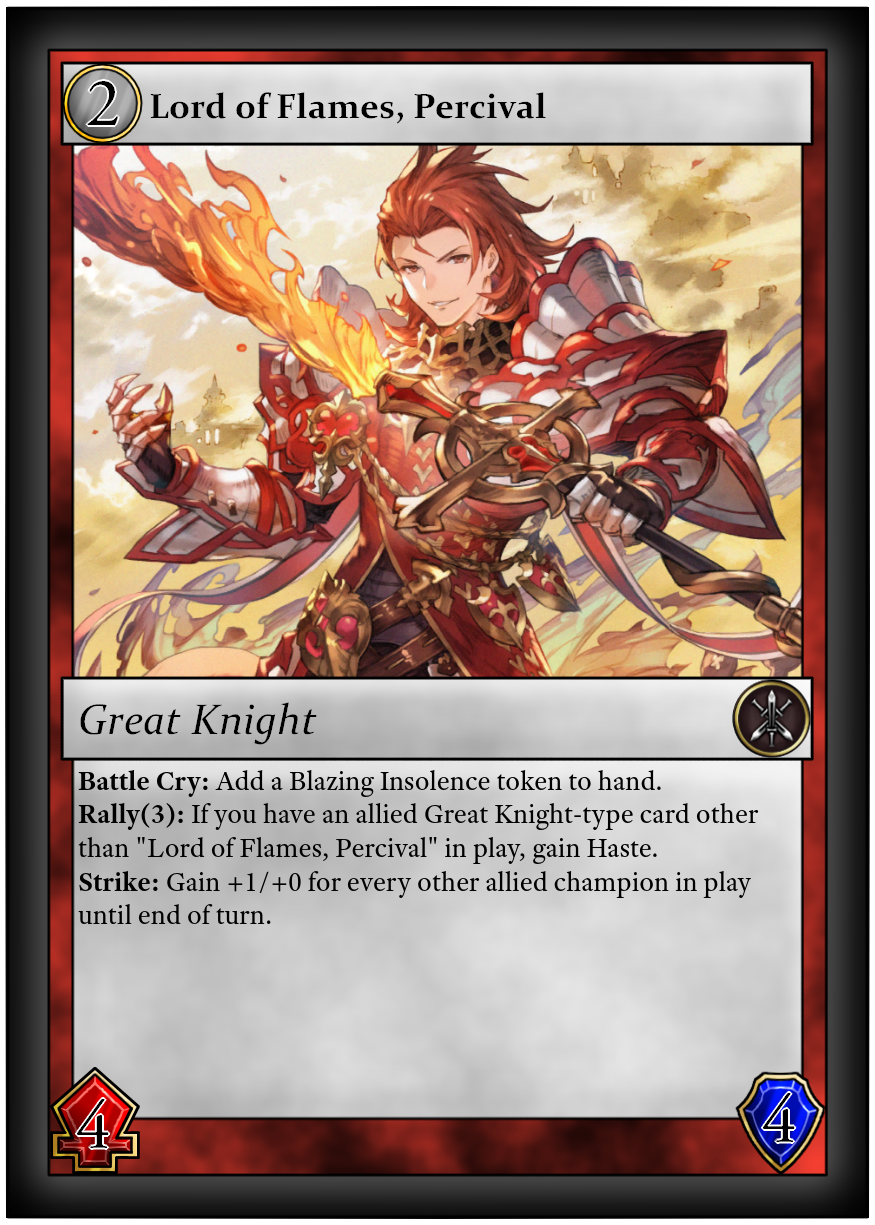 2 Lord of Flames, Percival
Great Knight
Battle Cry: Add a Blazing Insolence token to hand.
Rally(3): If you have an allied Great Knight-type card other
than "Lord of Flames, Percival" in play, gain Haste.
Strike: Gain +1/+0 for every other allied champion in play
until end of turn.
4 4